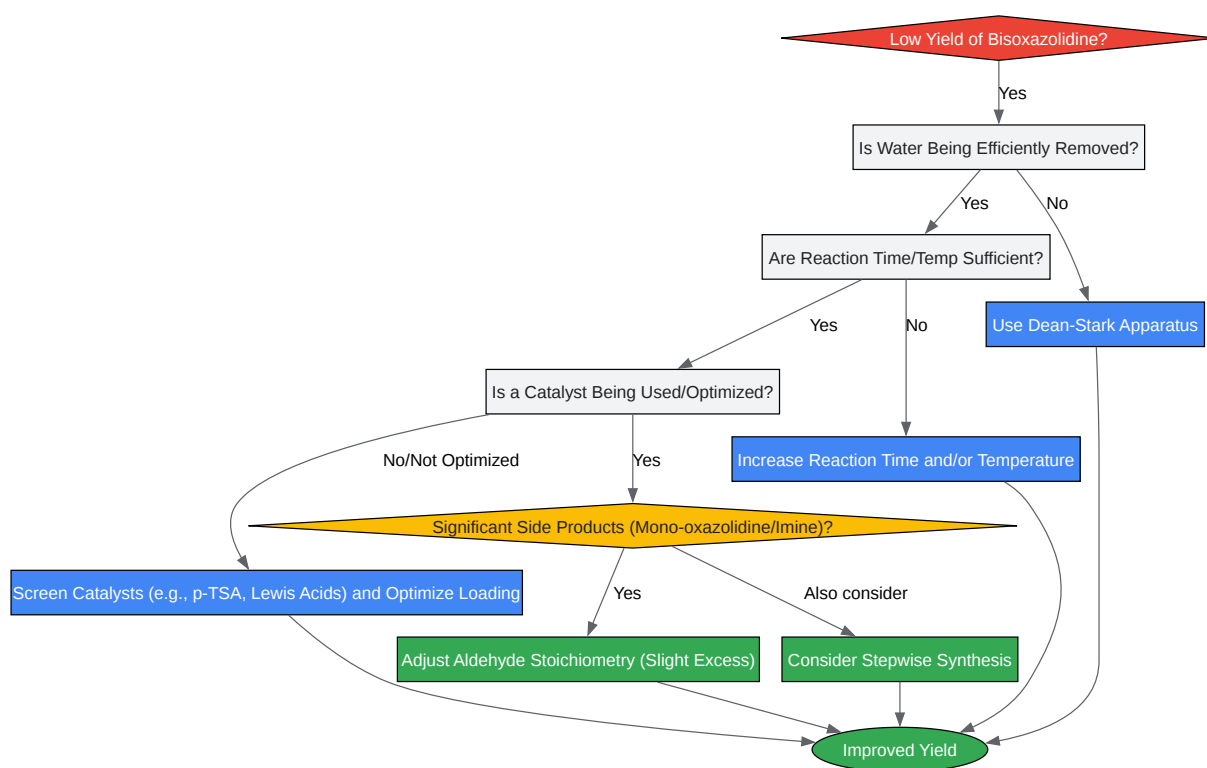 Low Yield of Bisoxazolidine?
Yes
Is Water Being Efficiently Removed?
Yes
No
Are Reaction Time/Temp Sufficient?
Yes
No
Use Dean-Stark Apparatus
Is a Catalyst Being Used/Optimized?
No/Not Optimized
Yes
Increase Reaction Time and/or Temperature
Significant Side Products (Mono-oxazolidine/Imine)?
Yes
Also consider
Screen Catalysts (e.g., p-TSA, Lewis Acids) and Optimize Loading
Adjust Aldehyde Stoichiometry (Slight Excess)
Consider Stepwise Synthesis
Improved Yield